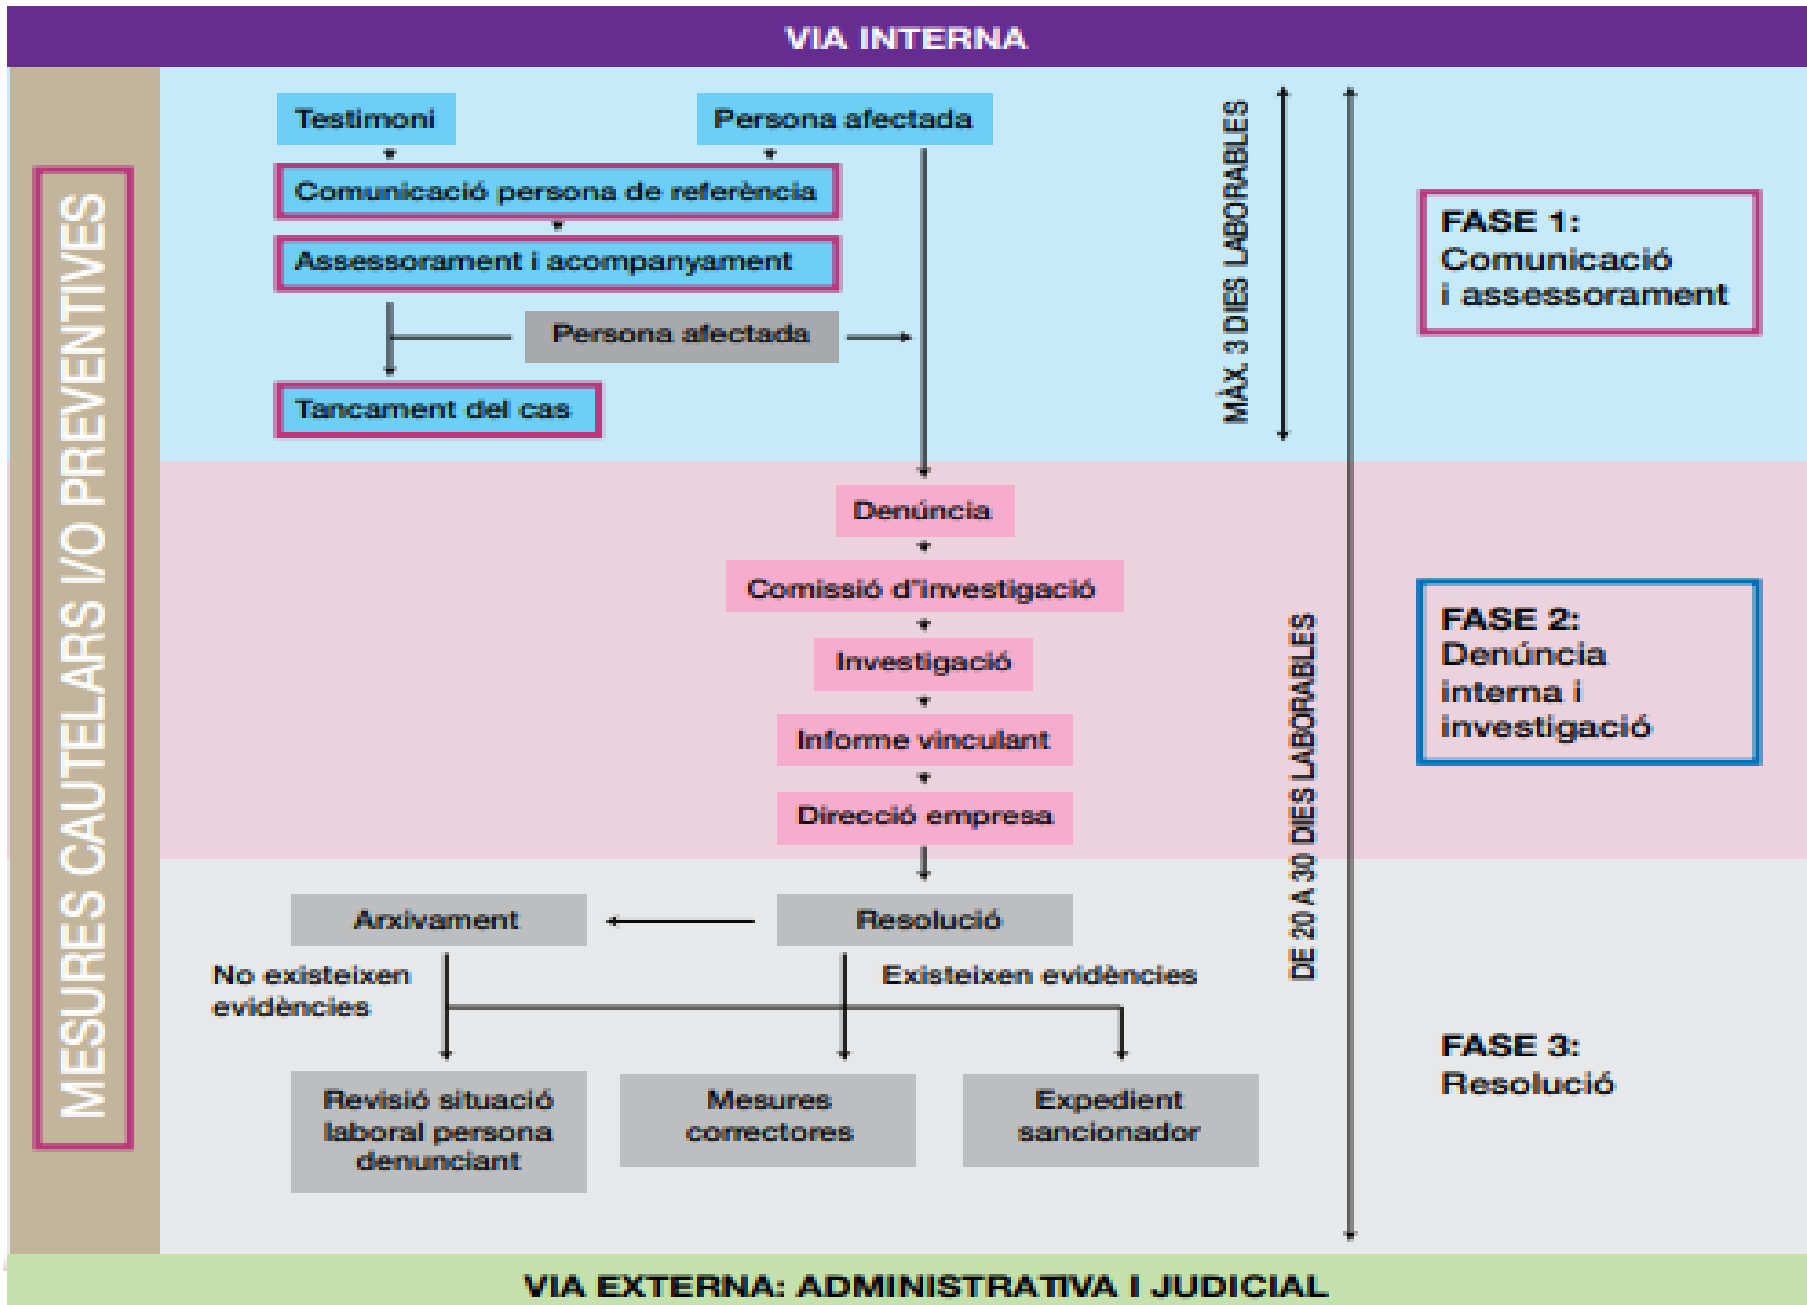 VIA INTERNA
MESURES CAUTELARS I/O PREVENTIVES
Testimoni
Persona afectada
Comunicació persona de referència
Assessorament i acompanyament
Persona afectada
Tancament del cas
MÀX. 3 DIES LABORABLES
FASE 1:
Comunicació
i assessorament
Denúncia
Comissió d'investigació
Investigació
Informe vinculant
Direcció empresa
DE 20 A 30 DIES LABORABLES
FASE 2:
Denúncia
interna i
investigació
Arxivament
Resolució
No existeixen
evidències
Existeixen evidències
Revisió situació
laboral persona
denunciant
Mesures
correctores
Expedient
sancionador
FASE 3:
Resolució
VIA EXTERNA: ADMINISTRATIVA I JUDICIAL